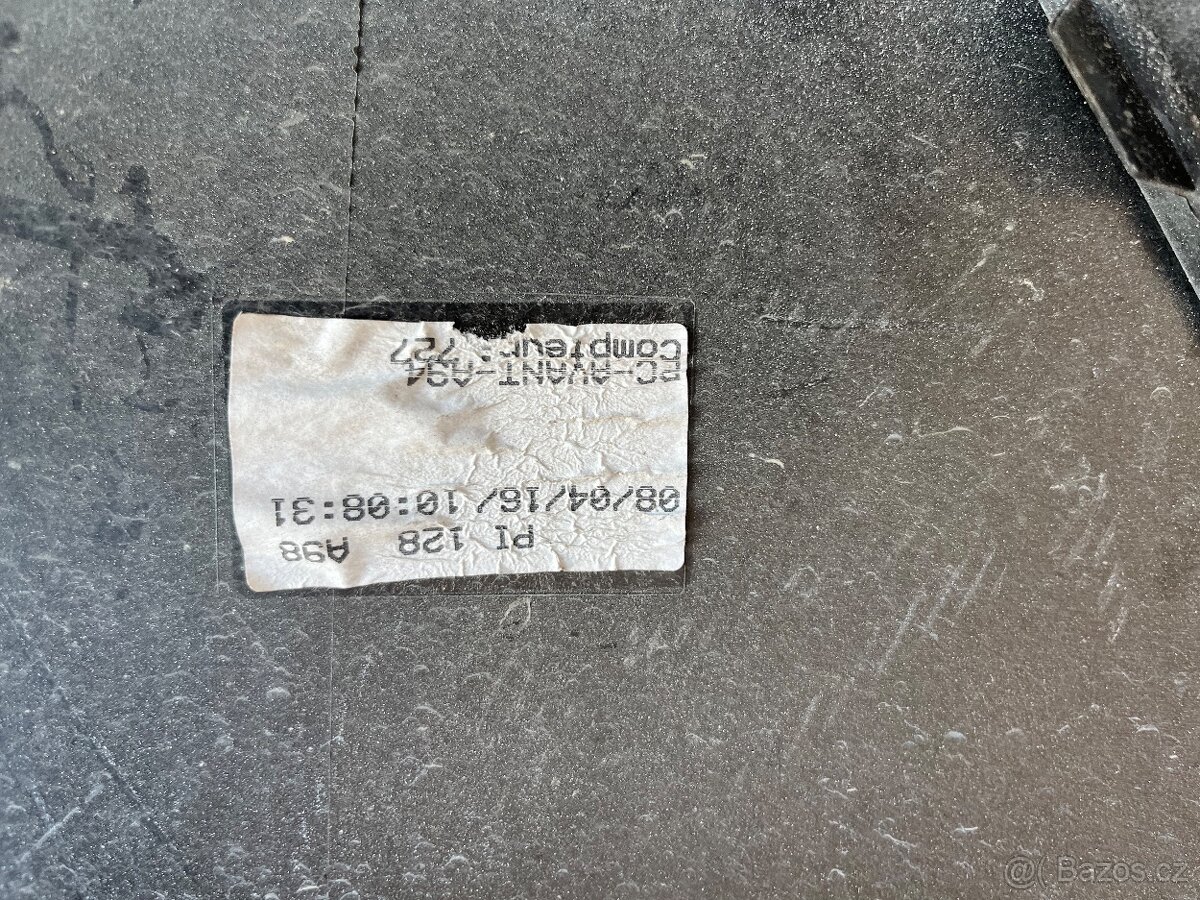 PI 128 A98
08/04/16/ 10:08:31
PC-AVANT-A94
Compteur: 727
Bazos.cz